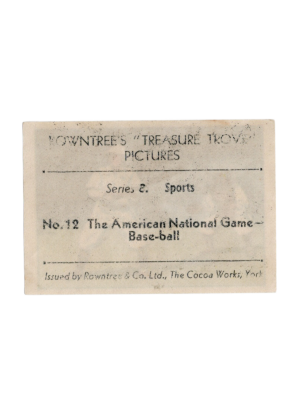 ROWNTREE'S "TREASURE TROVE"
PICTURES
Series 2. Sports
No. 12 The American National Game—
Base-ball
Issued by Rowntree & Co. Ltd., The Cocoa Works, York